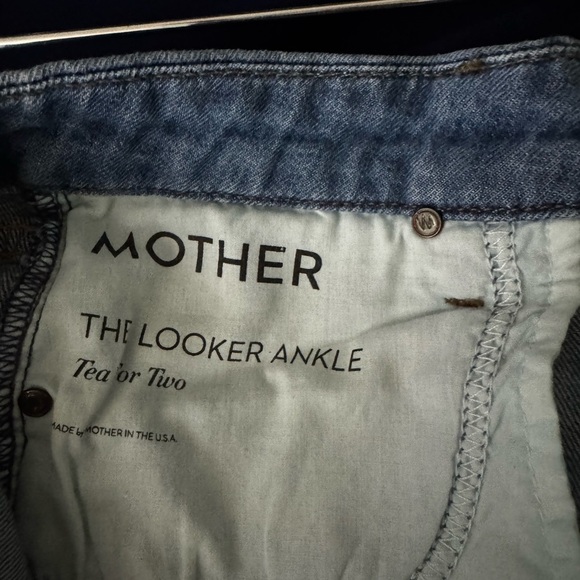 MOTHER
THE LOOKER ANKLE
Tea for Two
MADE by MOTHER IN THE U.S.A.
M